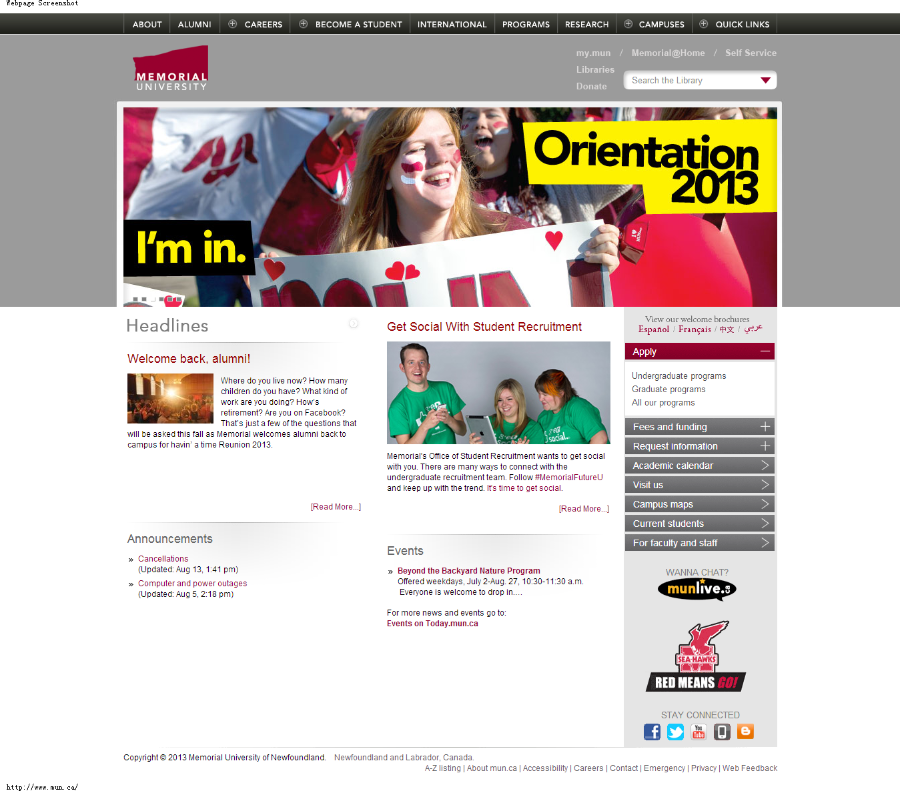 Webpage Screenshot
ABOUT
ALUMNI
CAREERS
BECOME A STUDENT
INTERNATIONAL
PROGRAMS
RESEARCH
CAMPUSES
QUICK LINKS
MEMORIAL
UNIVERSITY
my.mun / Memorial@Home / Self Service
Libraries
Donate
Search the Library
Orientation
2013
I'm in.
Headlines
Welcome back, alumni!
Where do you live now? How many
children do you have? What kind of
work are you doing? How's
retirement? Are you on Facebook?
That's just a few of the questions that
will be asked this fall as Memorial welcomes alumni back to
campus for havin' a time Reunion 2013.
[Read More...]
Announcements
» Cancellations
(Updated: Aug 13, 1:41 pm)
» Computer and power outages
(Updated: Aug 5, 2:18 pm)
Get Social With Student Recruitment
Memorial's Office of Student Recruitment wants to get social
with you. There are many ways to connect with the
undergraduate recruitment team. Follow #MemorialFutureU
and keep up with the trend. It's time to get social.
[Read More...]
Events
» Beyond the Backyard Nature Program
Offered weekdays, July 2-Aug. 27, 10:30-11:30 a.m.
Everyone is welcome to drop in....
For more news and events go to:
Events on Today.mun.ca
View our welcome brochures
Español / Français / 中文 / عربي
Apply
Undergraduate programs
Graduate programs
All our programs
Fees and funding
Request information
Academic calendar
Visit us
Campus maps
Current students
For faculty and staff
WANNA CHAT?
munlive.ca
SEA-HAWKS
RED MEANS GO!
STAY CONNECTED
Copyright © 2013 Memorial University of Newfoundland. Newfoundland and Labrador, Canada.
A-Z listing | About mun.ca | Accessibility | Careers | Contact | Emergency | Privacy | Web Feedback
http://www.mun.ca/